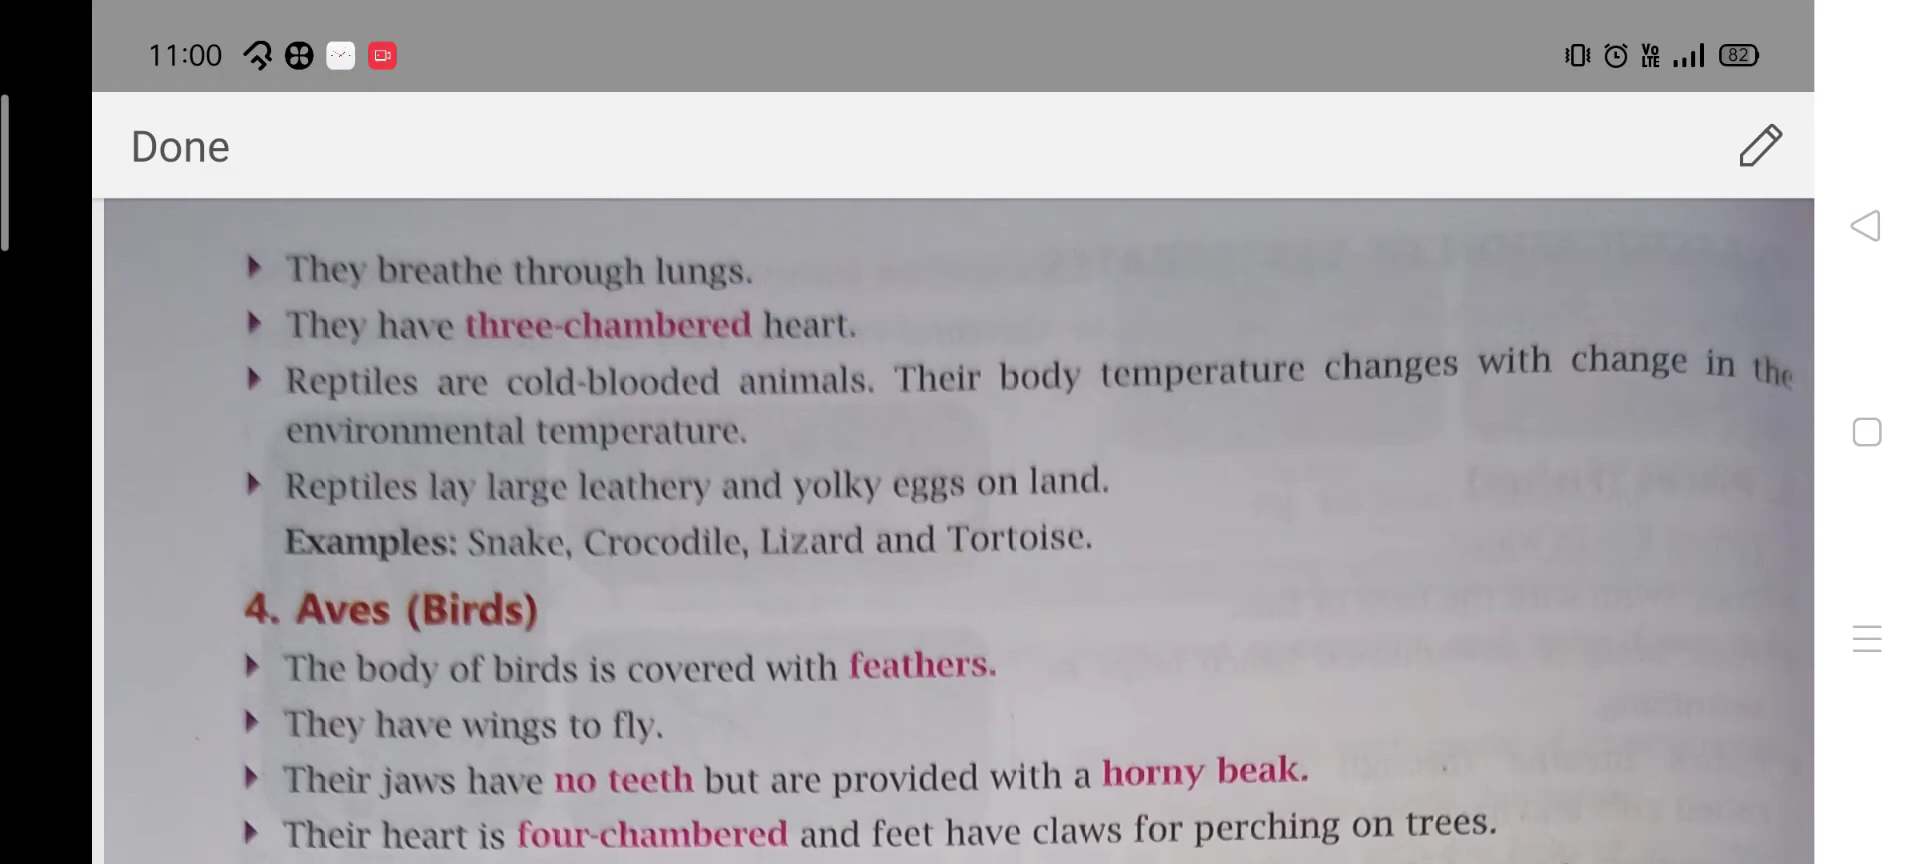 11:00
Vo LTE 82
Done
They breathe through lungs.
They have three-chambered heart.
Reptiles are cold-blooded animals. Their body temperature changes with change in the
environmental temperature.
Reptiles lay large leathery and yolky eggs on land.
Examples: Snake, Crocodile, Lizard and Tortoise.
4. Aves (Birds)
The body of birds is covered with feathers.
They have wings to fly.
Their jaws have no teeth but are provided with a horny beak.
Their heart is four-chambered and feet have claws for perching on trees.